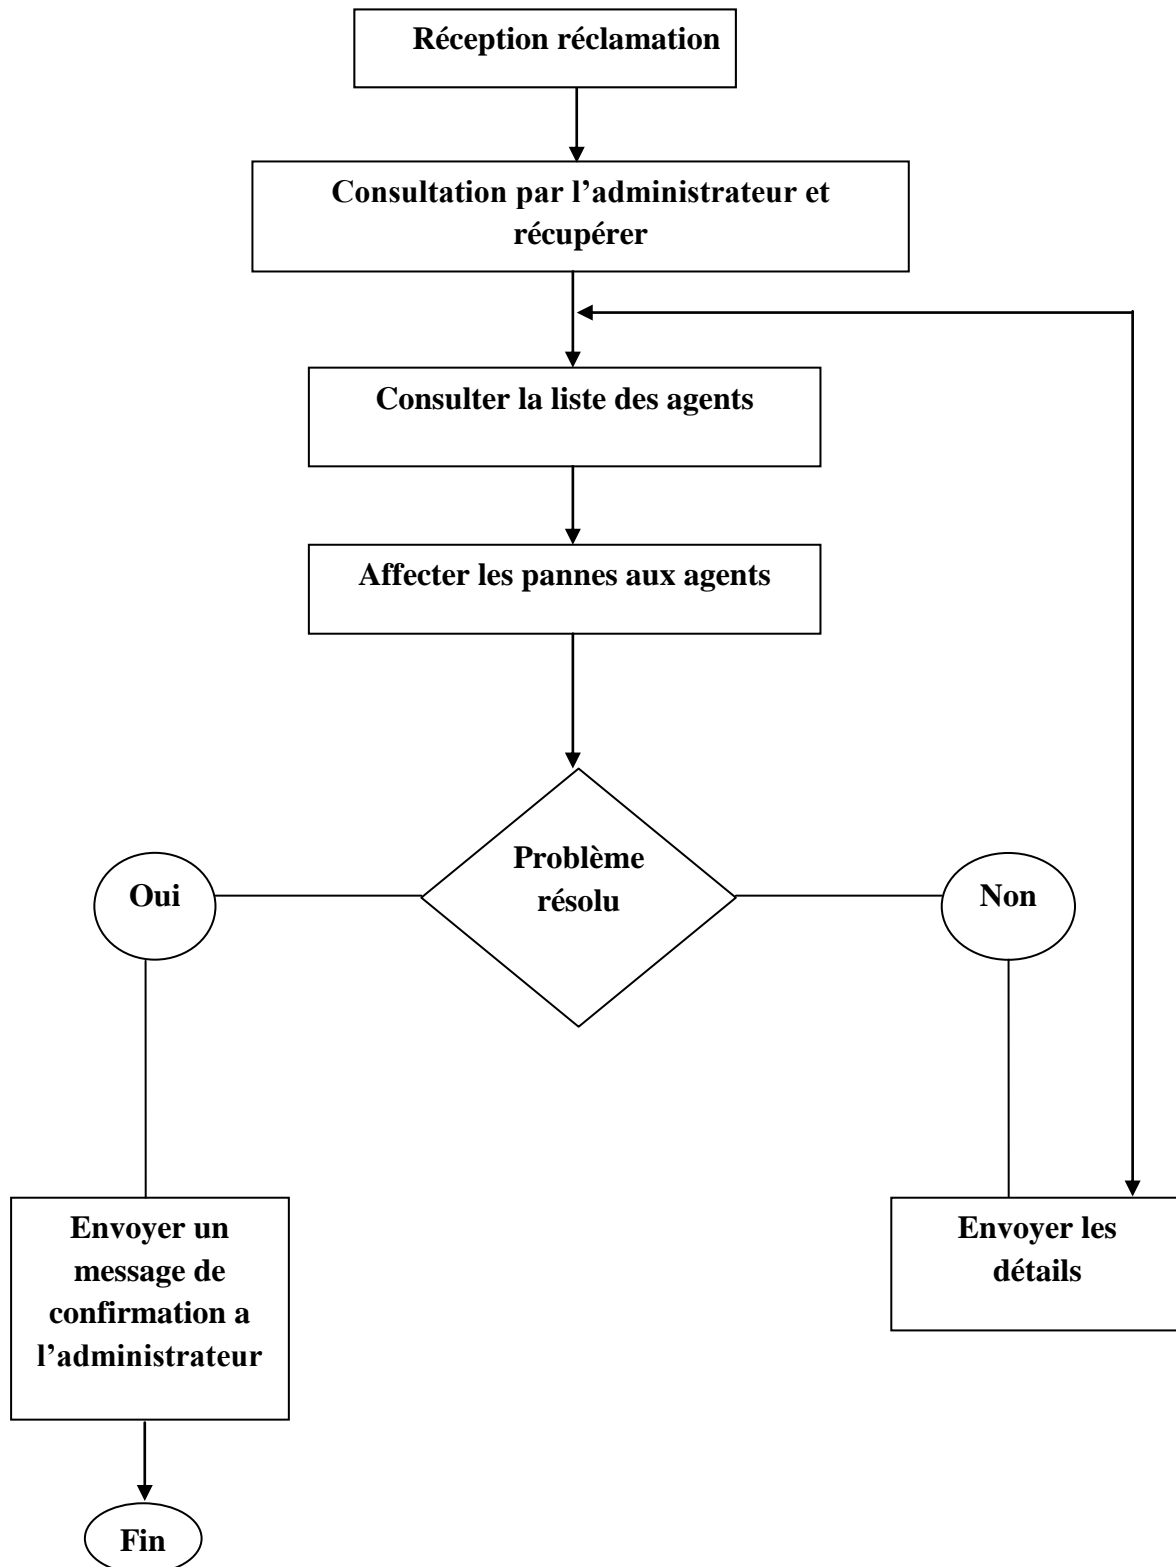 Réception réclamation
Consultation par l’administrateur et
récupérer
Consulter la liste des agents
Affecter les pannes aux agents
Problème
résolu
Oui
Non
Envoyer un
message de
confirmation a
l’administrateur
Envoyer les
détails
Fin